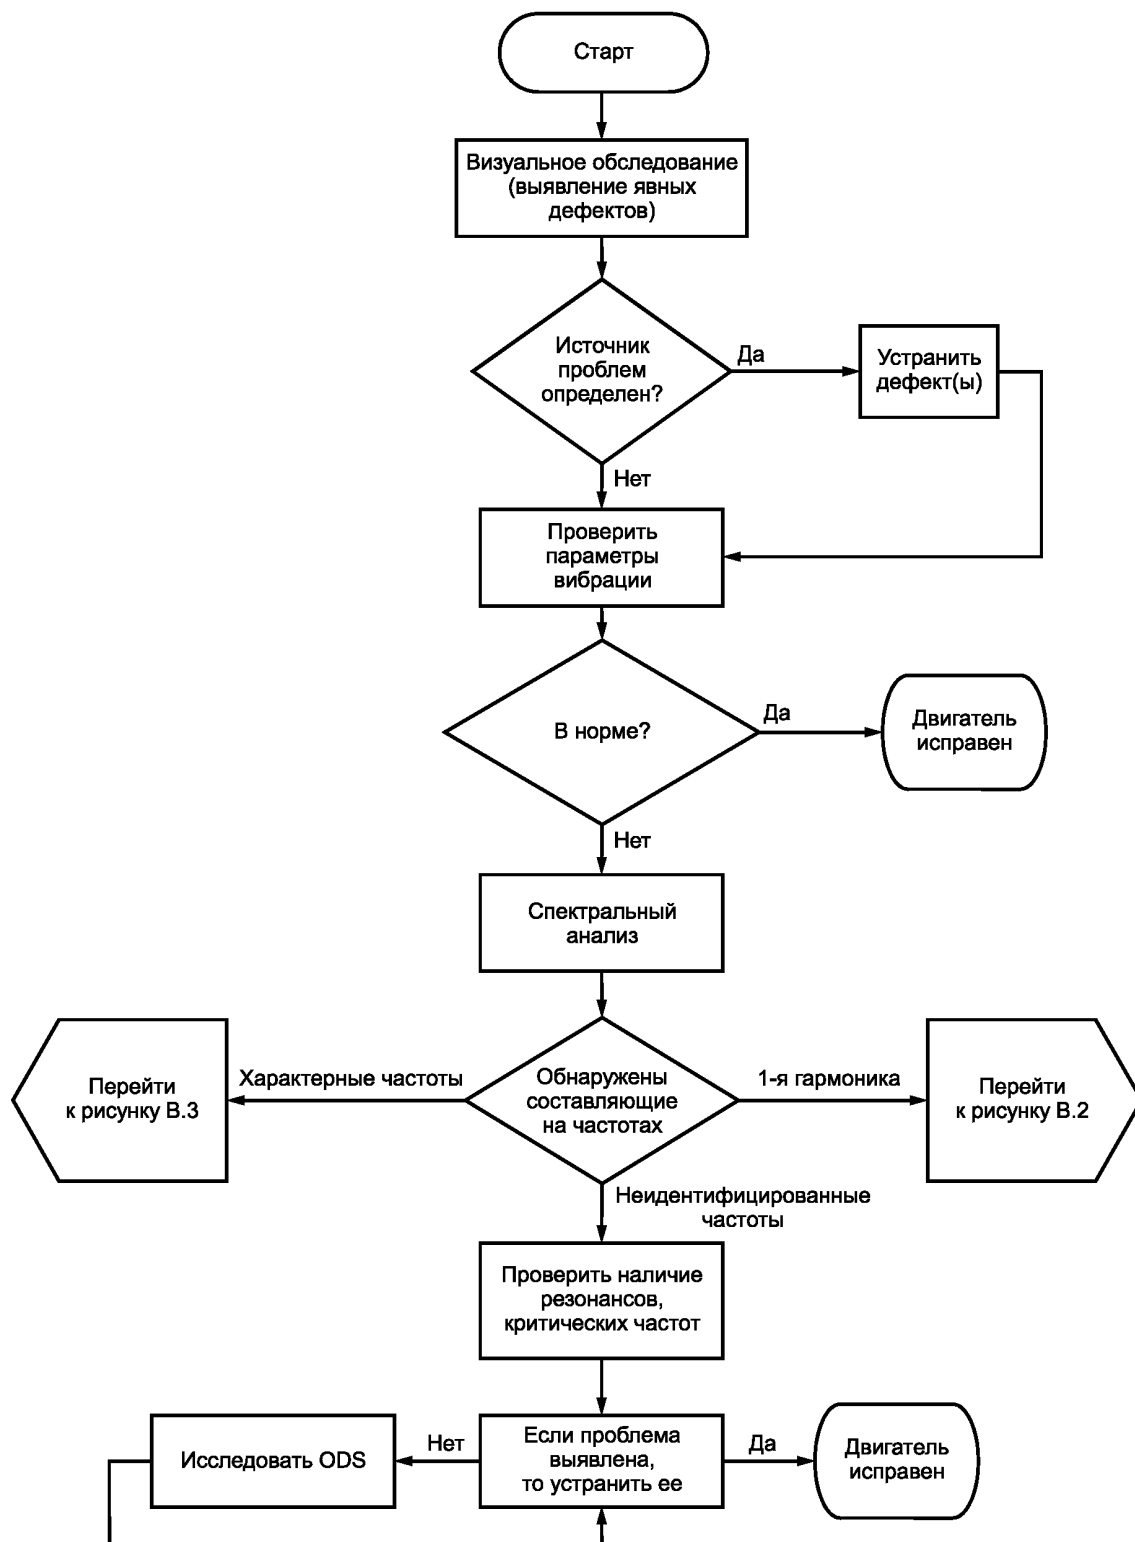 Старт
Визуальное обследование
(выявление явных
дефектов)
Источник
проблем
определен?
Да
Устранить
дефект(ы)
Нет
Проверить
параметры
вибрации
В норме?
Да
Двигатель
исправен
Нет
Спектральный
анализ
Перейти
к рисунку В.3
Характерные частоты
Обнаружены
составляющие
на частотах
1-я гармоника
Перейти
к рисунку В.2
Неидентифицированные
частоты
Проверить наличие
резонансов,
критических частот
Исследовать ODS
Нет
Если проблема
выявлена,
то устранить ее
Да
Двигатель
исправен